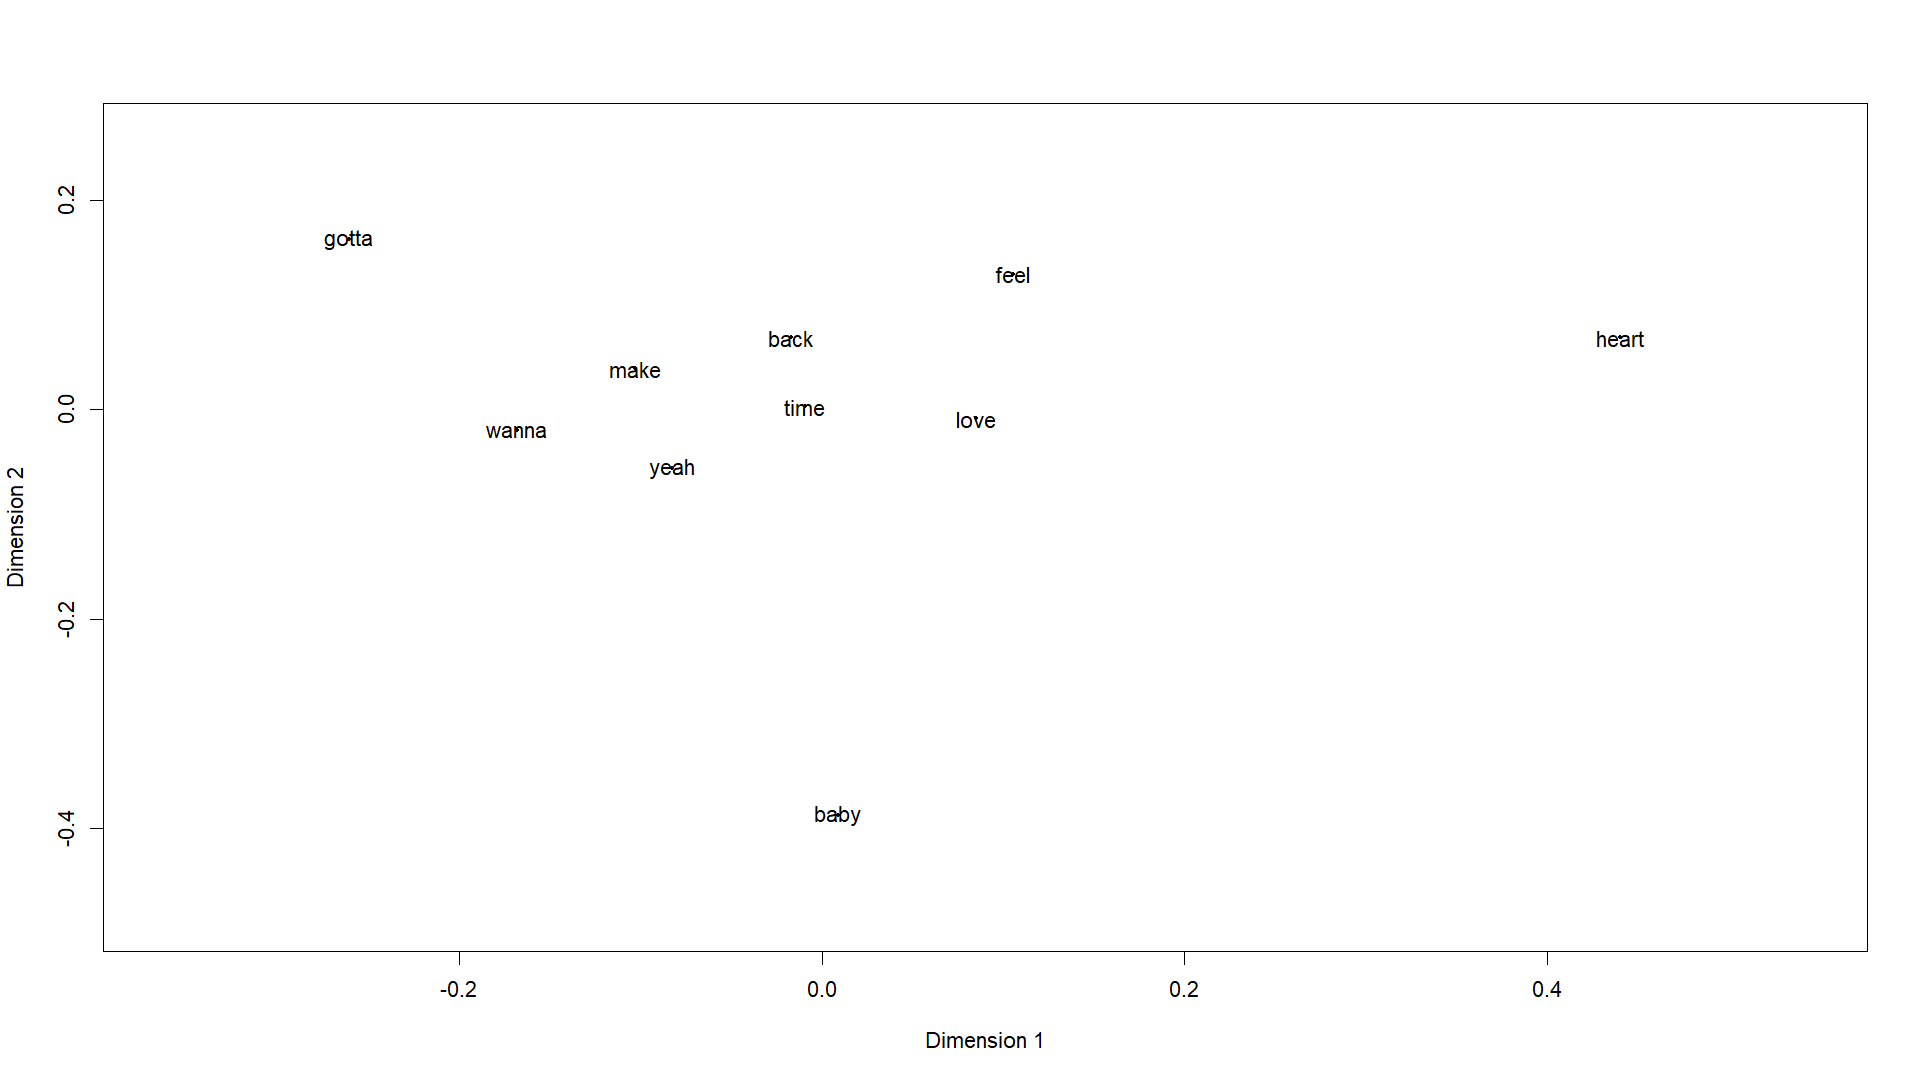 0.2
gotta
feel
back
heart
make
0.0
time
love
wanna
yeah
Dimension 2
-0.2
baby
-0.4
-0.2 0.0 0.2 0.4
Dimension 1